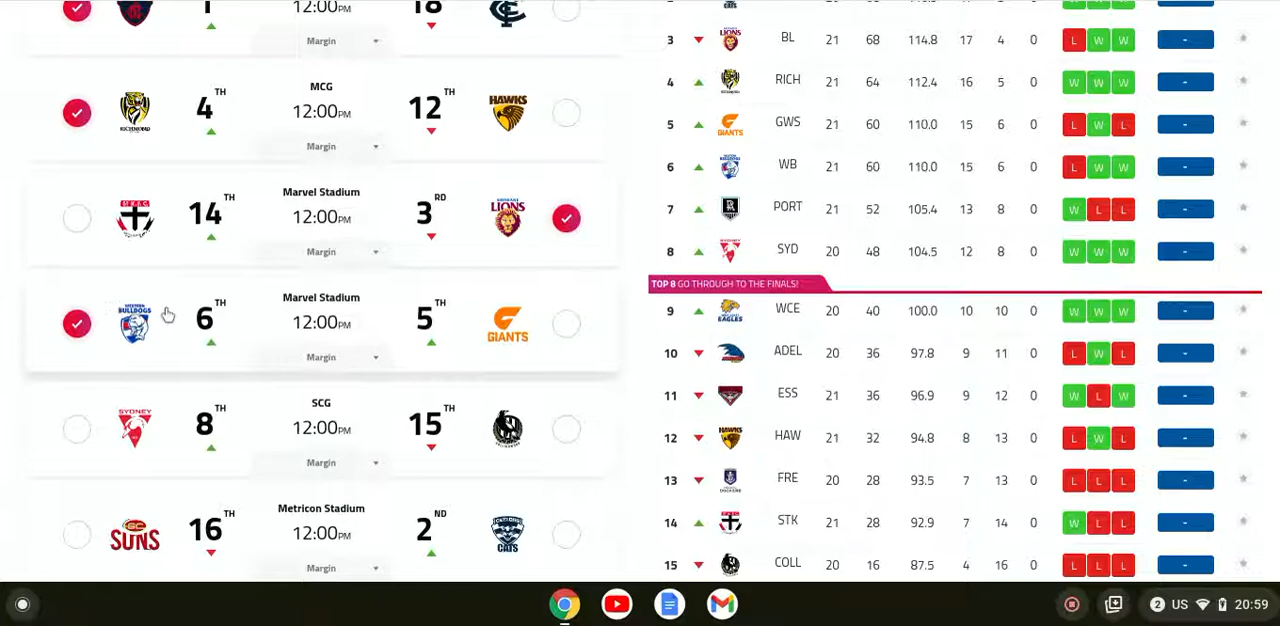 1 12:00PM 18
Margin
MCG
4TH 12:00PM 12TH
RICHMOND HAWKS
Margin
Marvel Stadium
14TH 12:00PM 3RD
LIONS
Margin
Marvel Stadium
BULLDOGS 6TH 12:00PM 5TH
GIANTS
Margin
SCG
SYDNEY 8TH 12:00PM 15TH
Margin
Metricon Stadium
SUNS 16TH 12:00PM 2ND
CATS
Margin
3 BL 21 68 114.8 17 4 0 L W W -
4 RICH 21 64 112.4 16 5 0 W W W -
5 GIANTS GWS 21 60 110.0 15 6 0 L W L -
6 WB 21 60 110.0 15 6 0 L W W -
7 PORT 21 52 105.4 13 8 0 W L L -
8 SYD 20 48 104.5 12 8 0 W W W -
TOP 8 GO THROUGH TO THE FINALS!
9 WCE 20 40 100.0 10 10 0 W W W -
10 ADEL 20 36 97.8 9 11 0 L W L -
11 ESS 21 36 96.9 9 12 0 W L W -
12 HAW 21 32 94.8 8 13 0 L W L -
13 FRE 20 28 93.5 7 13 0 L L L -
14 STK 21 28 92.9 7 14 0 W L L -
15 COLL 20 16 87.5 4 16 0 L L L -
2 US 20:59